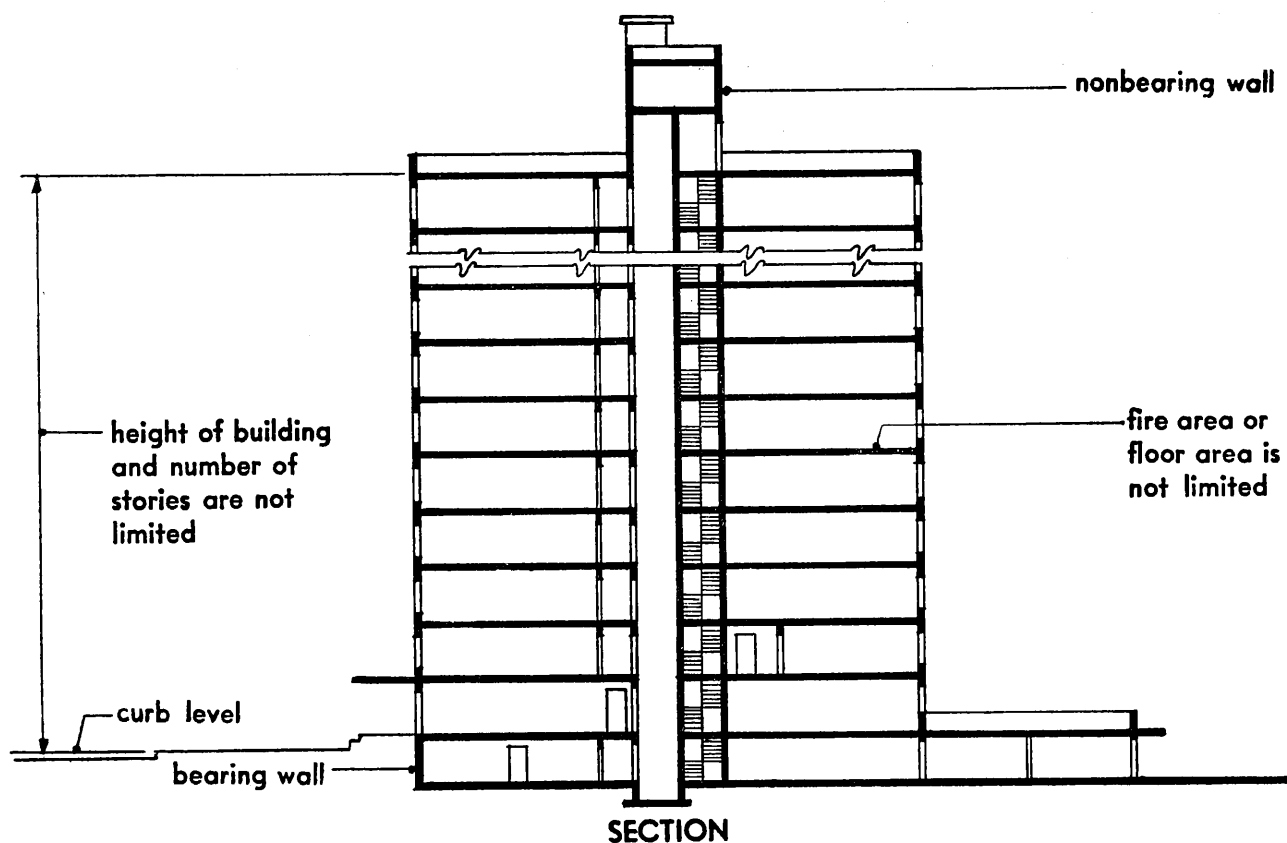 nonbearing wall
height of building
and number of
stories are not
limited
fire area or
floor area is
not limited
curb level
bearing wall
SECTION